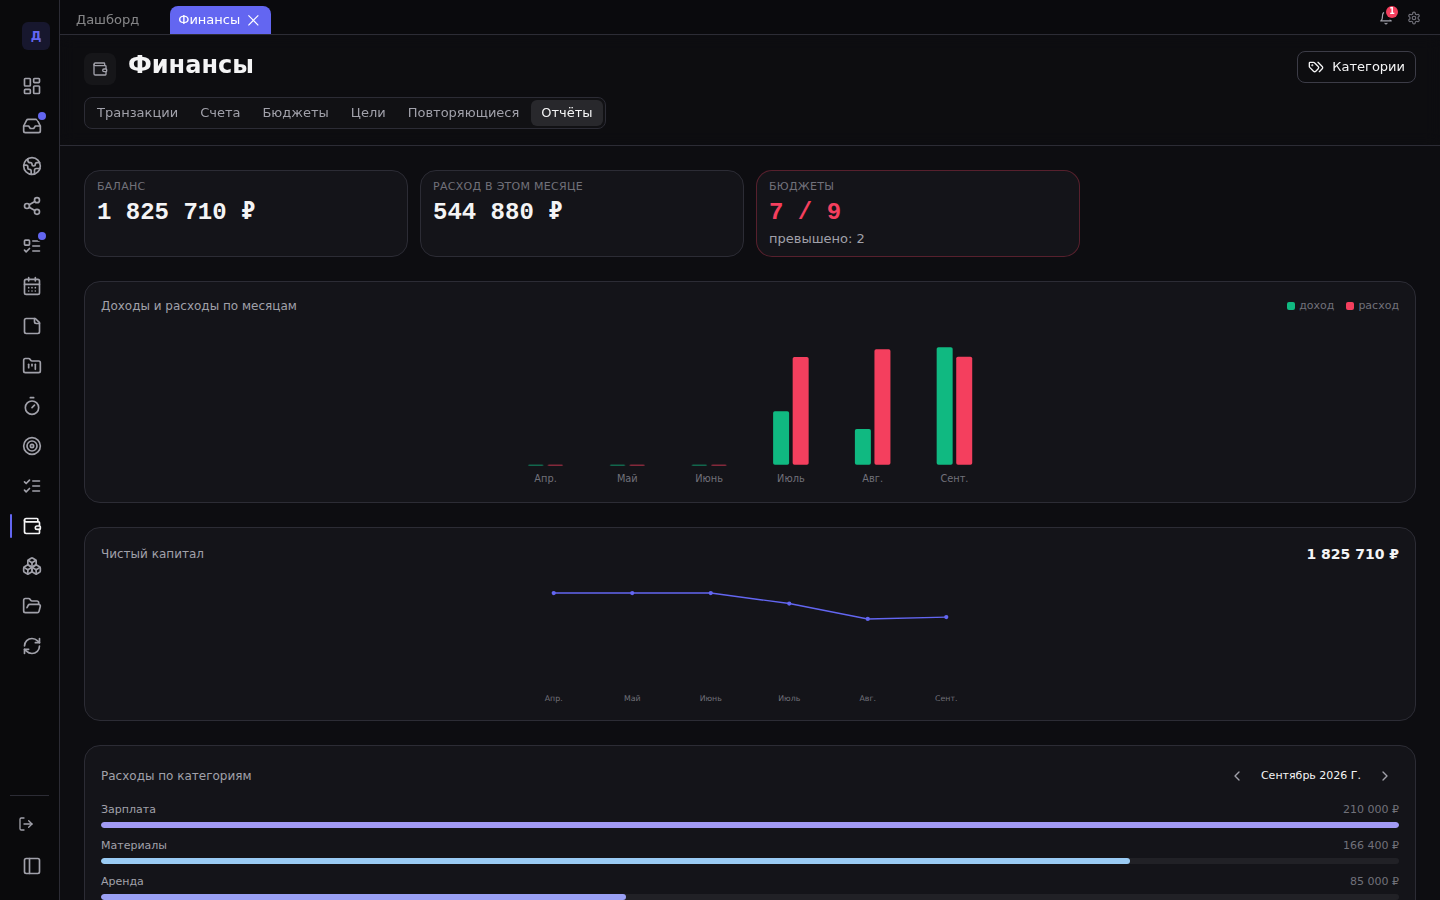 Д
Дашборд
Финансы
1
Финансы
Категории
Транзакции Счета Бюджеты Цели Повторяющиеся Отчёты
БАЛАНС
1 825 710 ₽
РАСХОД В ЭТОМ МЕСЯЦЕ
544 880 ₽
БЮДЖЕТЫ
7 / 9
превышено: 2
Доходы и расходы по месяцам
доход расход
Апр. Май Июнь Июль Авг. Сент.
Чистый капитал
1 825 710 ₽
Апр. Май Июнь Июль Авг. Сент.
Расходы по категориям
Сентябрь 2026 Г.
Зарплата 210 000 ₽
Материалы 166 400 ₽
Аренда 85 000 ₽